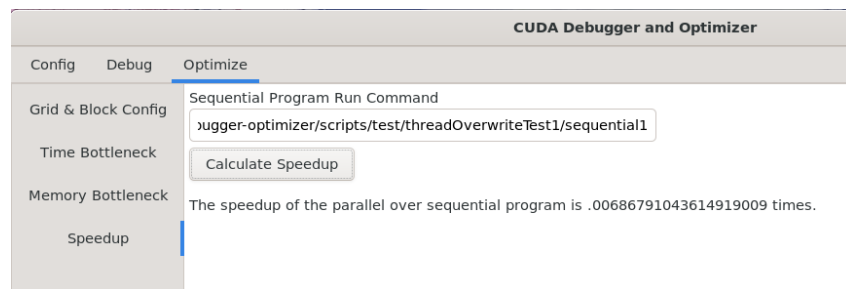 CUDA Debugger and Optimizer
Config Debug Optimize
Grid & Block Config
Time Bottleneck
Memory Bottleneck
Speedup
Sequential Program Run Command
bugger-optimizer/scripts/test/threadOverwriteTest1/sequential1
Calculate Speedup
The speedup of the parallel over sequential program is .00686791043614919009 times.